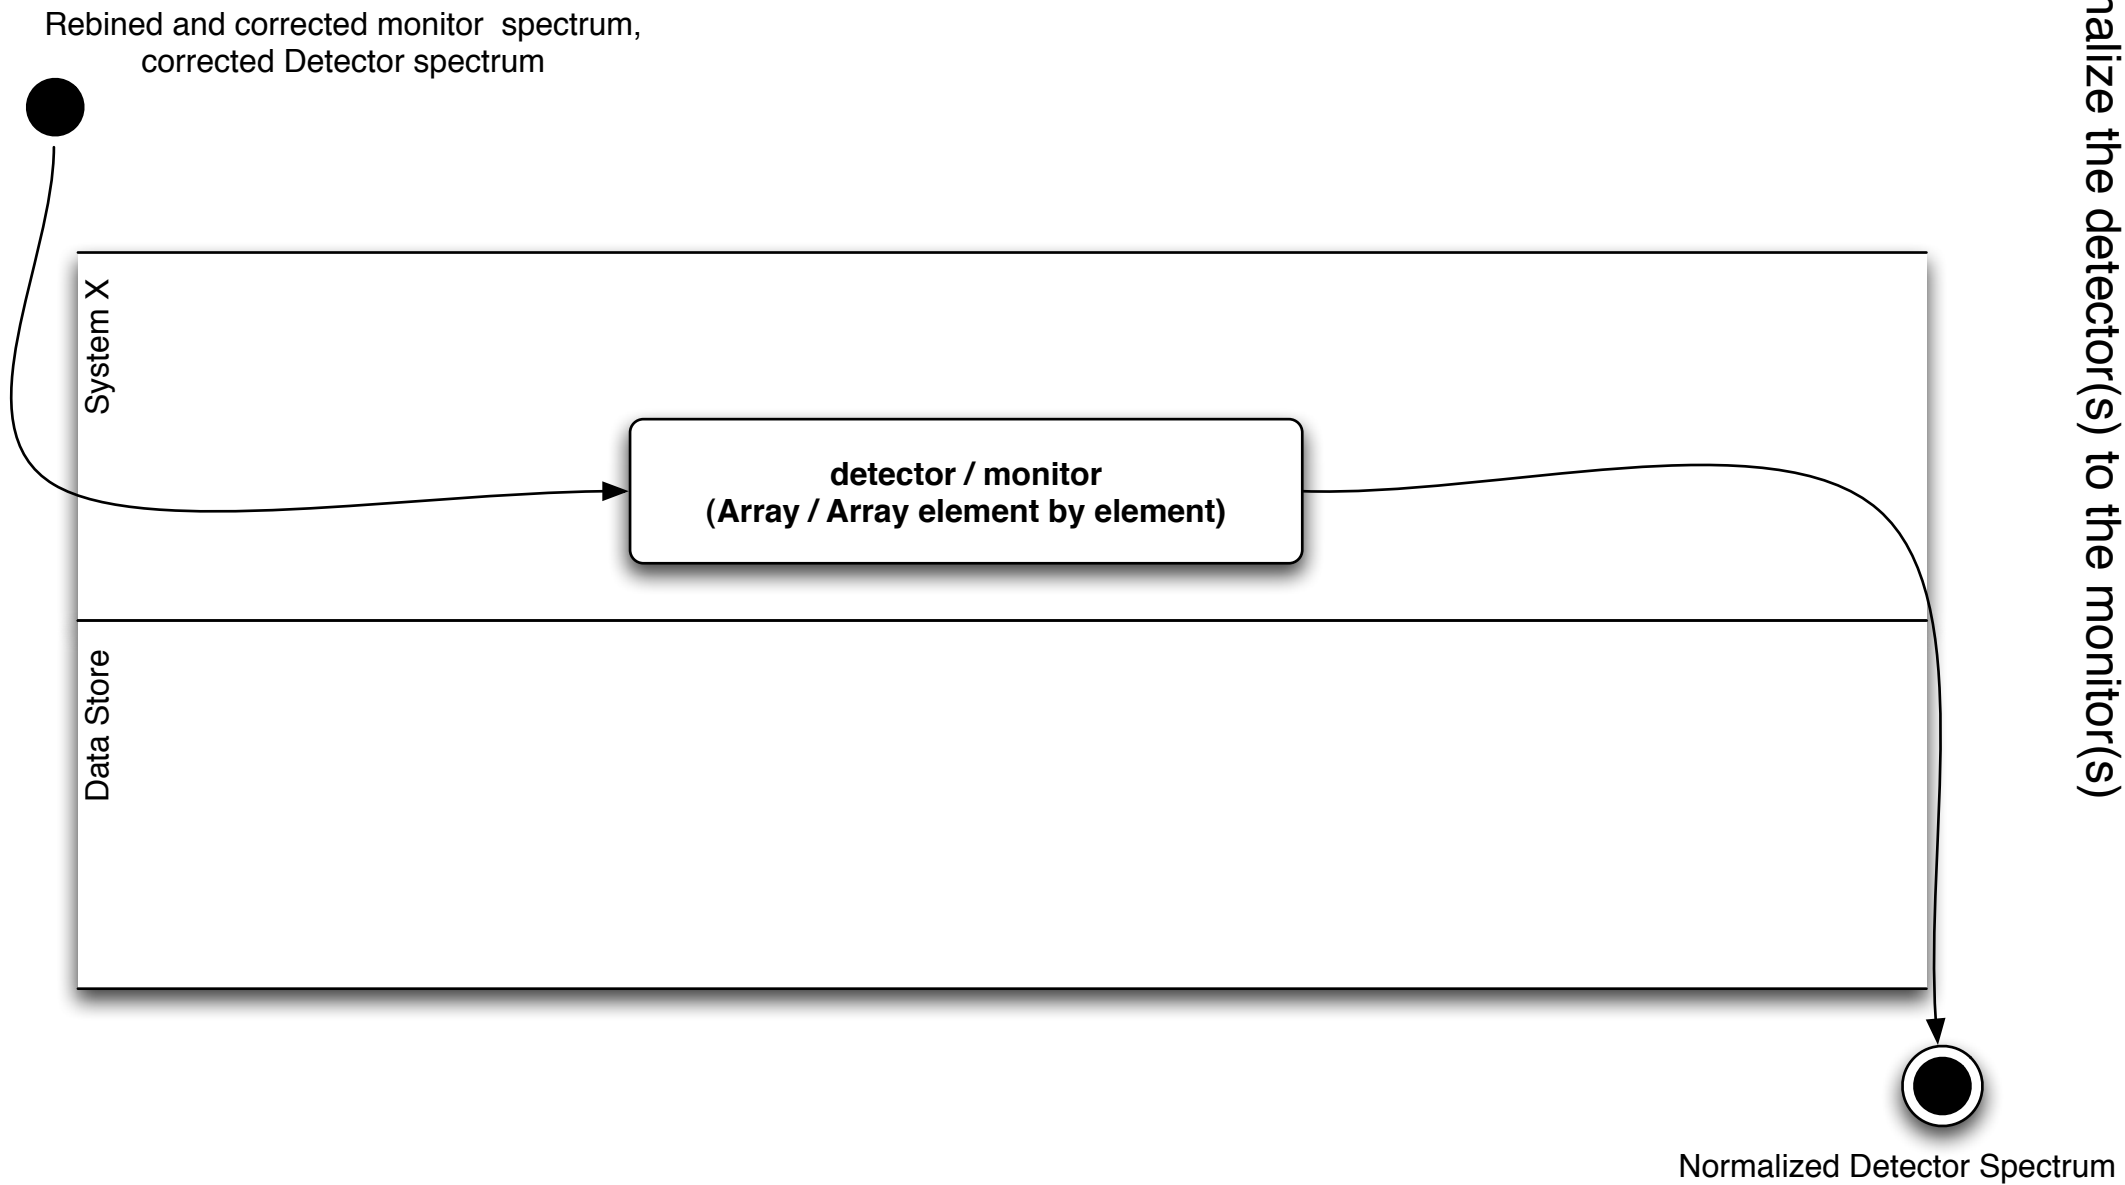 Rebined and corrected monitor  spectrum,
corrected Detector spectrum
System X
detector / monitor
(Array / Array element by element)
Data Store
Normalized Detector Spectrum
the detector(s) to the monitor(s)